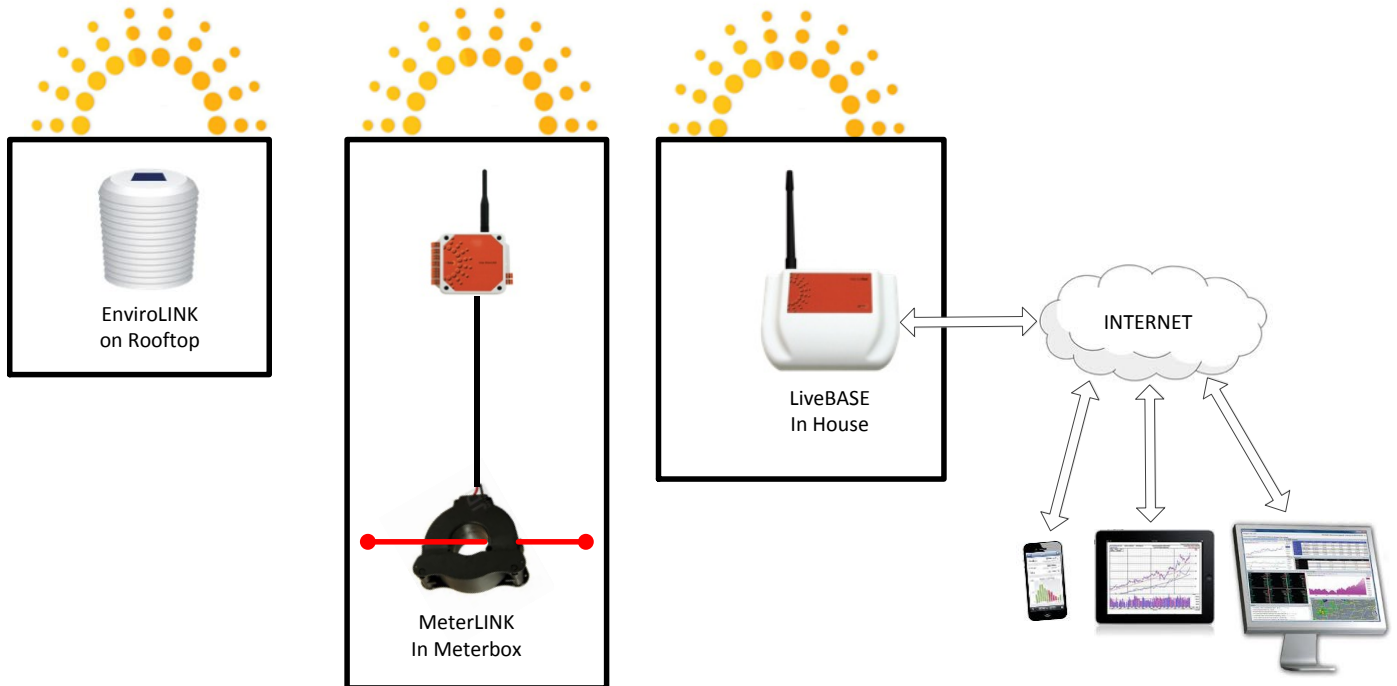 EnviroLINK
on Rooftop
MeterLINK
In Meterbox
LiveBASE
In House
INTERNET